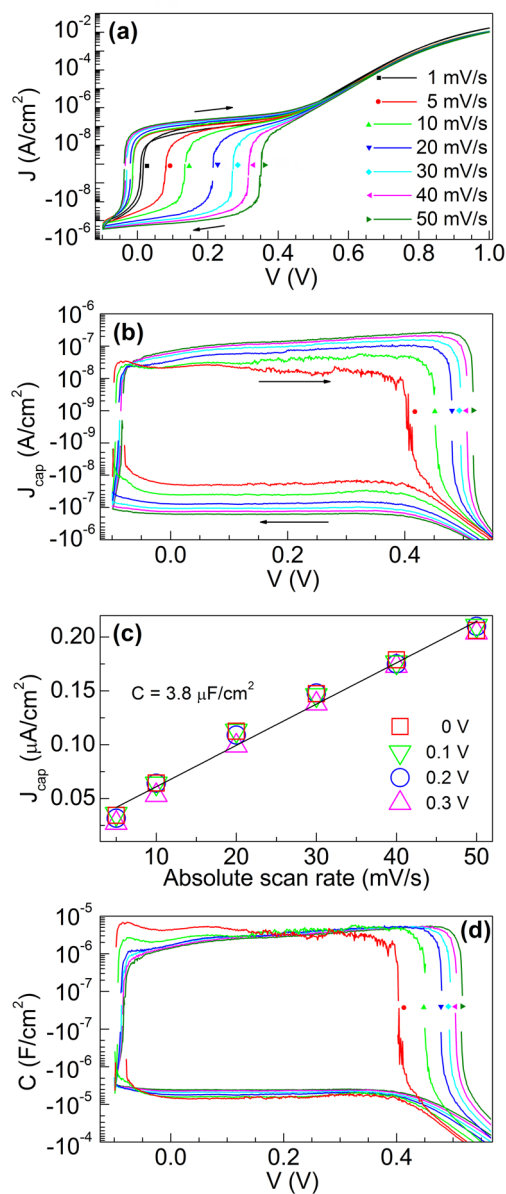 (a)
J (A/cm²)
10⁻²
10⁻⁴
10⁻⁶
10⁻⁸
-10⁻⁸
-10⁻⁶
1 mV/s
5 mV/s
10 mV/s
20 mV/s
30 mV/s
40 mV/s
50 mV/s
0.0 0.2 0.4 0.6 0.8 1.0
V (V)
(b)
J_cap (A/cm²)
10⁻⁶
10⁻⁷
10⁻⁸
10⁻⁹
-10⁻⁹
-10⁻⁸
-10⁻⁷
-10⁻⁶
0.0 0.2 0.4
V (V)
(c)
J_cap (µA/cm²)
0.20
0.15
0.10
0.05
C = 3.8 µF/cm²
0 V
0.1 V
0.2 V
0.3 V
10 20 30 40 50
Absolute scan rate (mV/s)
(d)
C (F/cm²)
10⁻⁵
10⁻⁶
10⁻⁷
-10⁻⁷
-10⁻⁶
-10⁻⁵
-10⁻⁴
0.0 0.2 0.4
V (V)